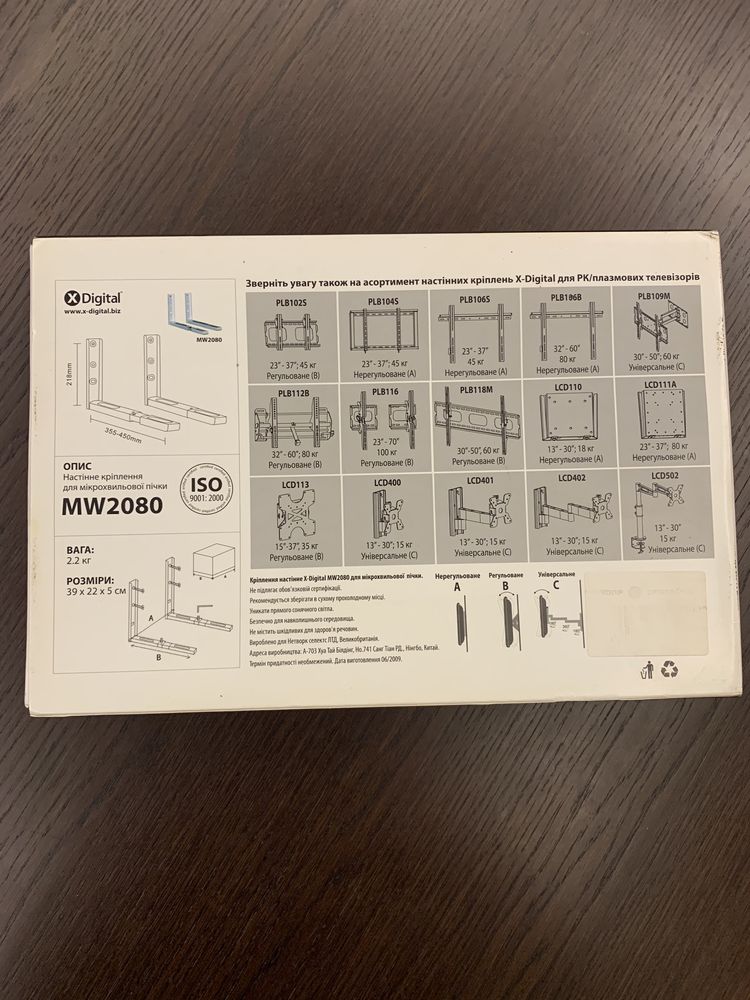 X Digital
www.x-digital.biz
MW2080
218mm
355-450mm
ОПИС
Настінне кріплення
для мікрохвильової пічки
MW2080
ISO
9001: 2000
ВАГА:
2.2 кг
РОЗМІРИ:
39 x 22 x 5 см
A
B
A
B
Зверніть увагу також на асортимент настінних кріплень X-Digital для РК/плазмових телевізорів
PLB102S
23" - 37"; 45 кг
Регульоване (B)
PLB104S
23" - 37"; 45 кг
Нерегульоване (A)
PLB106S
23" - 37"
45 кг
Нерегульоване (A)
PLB106B
32" - 60"
80 кг
Нерегульоване (A)
PLB109M
30" - 50"; 60 кг
Універсальне (C)
PLB112B
32" - 60"; 80 кг
Регульоване (B)
PLB116
23" - 70"
100 кг
Регульоване (B)
PLB118M
30"-50", 60 кг
Регульоване (B)
LCD110
13" - 30"; 18 кг
Нерегульоване (A)
LCD111A
23" - 37"; 80 кг
Нерегульоване (A)
LCD113
15"-37", 35 кг
Регульоване (B)
LCD400
13" - 30"; 15 кг
Універсальне (C)
LCD401
13" - 30"; 15 кг
Універсальне (C)
LCD402
13" - 30"; 15 кг
Універсальне (C)
LCD502
13" - 30"
15 кг
Універсальне (C)
Кріплення настінне X-Digital MW2080 для мікрохвильової пічки.
Не підлягає обов'язковій сертифікації.
Рекомендується зберігати в сухому прохолодному місці.
Уникати прямого сонячного світла.
Безпечно для навколишнього середовища.
Не містить шкідливих для здоров'я речовин.
Вироблено для Нетворк селектс ЛТД, Великобританія.
Адреса виробництва: А-703 Хуа Тай Білдінг, Но.741 Санг Тіан РД., Нінгбо, Китай.
Термін придатності необмежений. Дата виготовлення 06/2009.
Нерегульоване
A
Регульоване
B
Універсальне
C